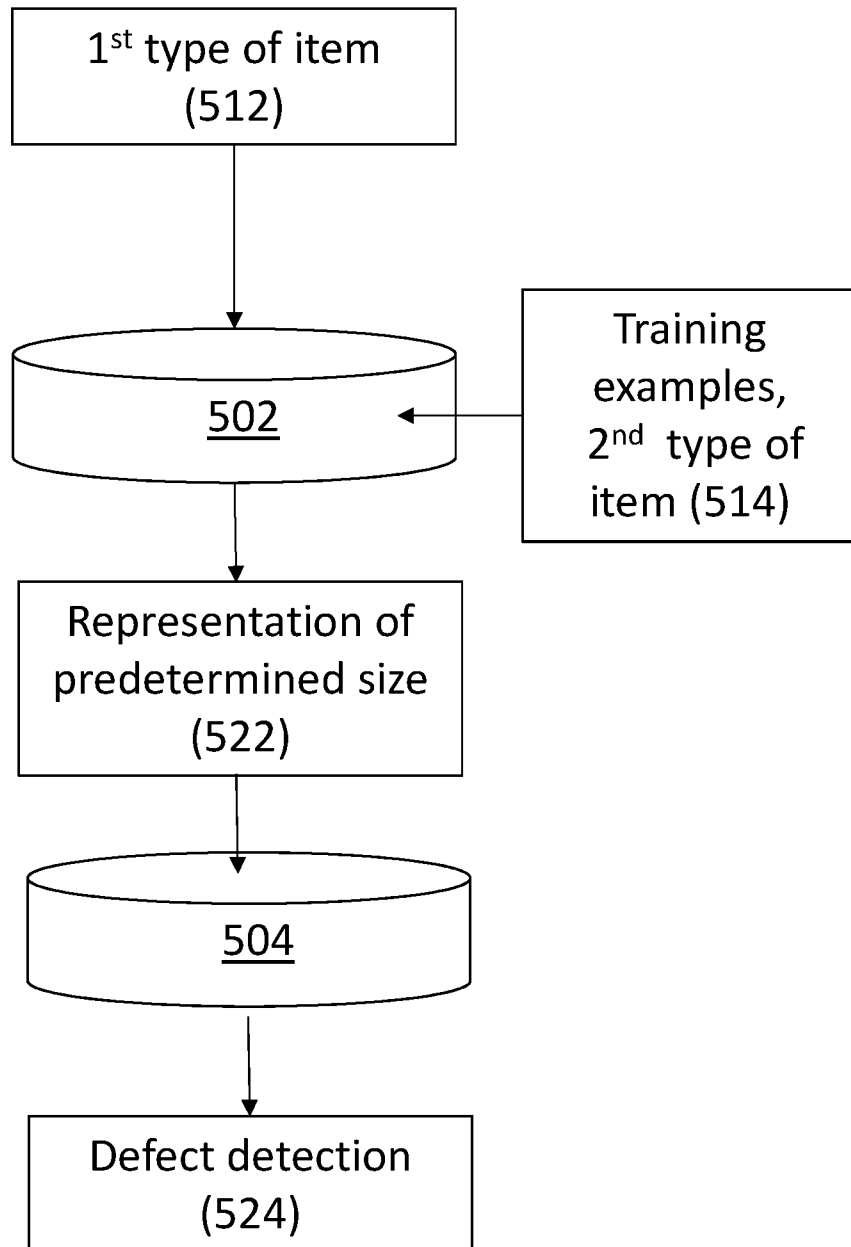 1st type of item
(512)
502
Training
examples,
2nd type of
item (514)
Representation of
predetermined size
(522)
504
Defect detection
(524)